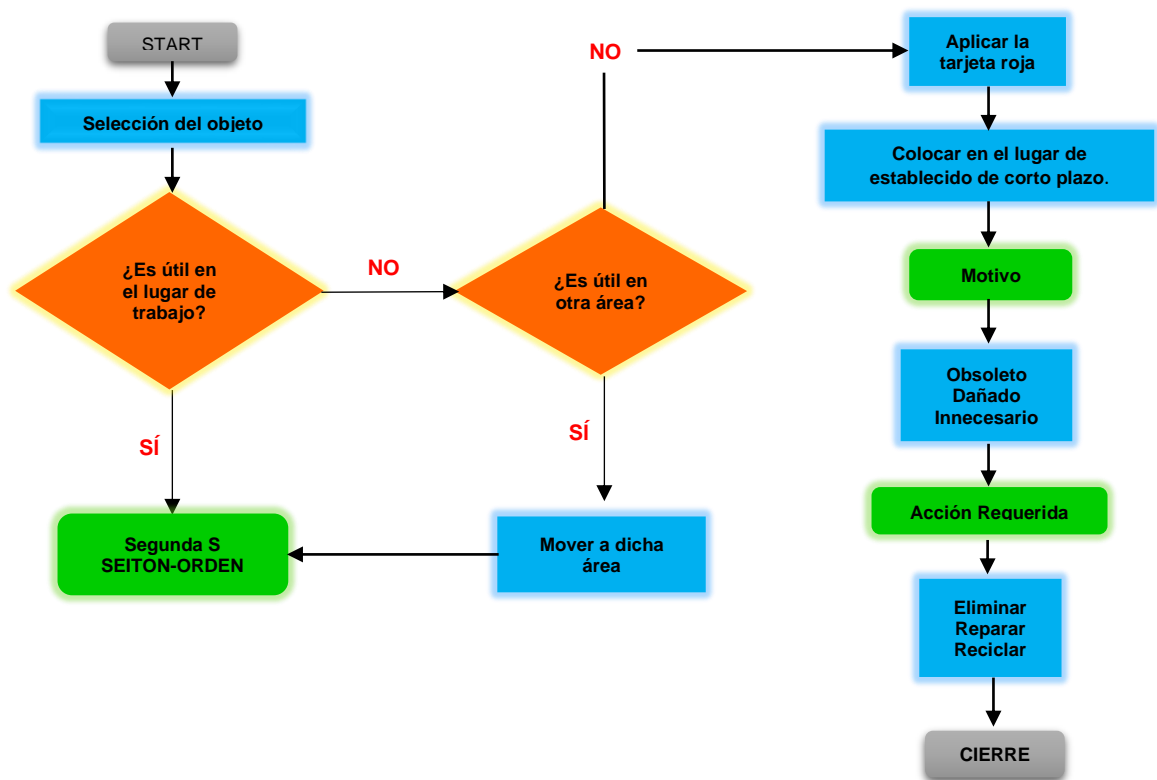 START
Selección del objeto
¿Es útil en
el lugar de
trabajo?
NO
SÍ
Segunda S
SEITON-ORDEN
¿Es útil en
otra área?
NO
SÍ
Mover a dicha
área
Aplicar la
tarjeta roja
Colocar en el lugar de
establecido de corto plazo.
Motivo
Obsoleto
Dañado
Innecesario
Acción Requerida
Eliminar
Reparar
Reciclar
CIERRE